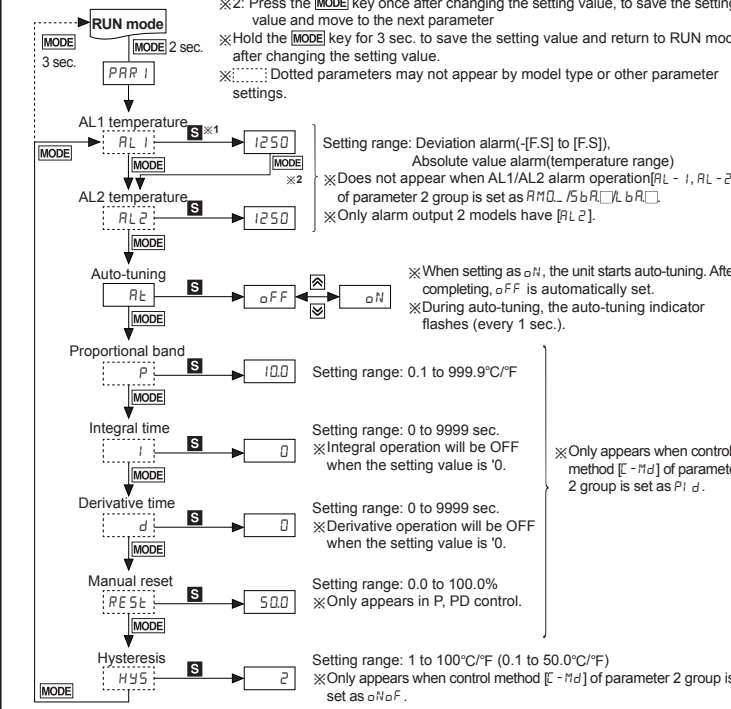 ※2: Press the MODE key once after changing the setting value, to save the setting
value and move to the next parameter
※Hold the MODE key for 3 sec. to save the setting value and return to RUN
after changing the setting value.
※ Dotted parameters may not appear by model type or other parameter
settings.
RUN mode
MODE 3 sec.
MODE 2 sec.
PAR1
AL1 temperature
AL1 S ※1 1250
MODE
MODE
MODE ※2
Setting range: Deviation alarm(-[F.S] to [F.S]),
Absolute value alarm(temperature range)
※Does not appear when AL1/AL2 alarm operation[AL-1, AL-2
of parameter 2 group is set as AM0._ /SbA.□/LbA.□.
※Only alarm output 2 models have [AL2].
AL2 temperature
AL2 S 1250
MODE
Auto-tuning
At S oFF oN
MODE
※When setting as oN, the unit starts auto-tuning.
completing, oFF is automatically set.
※During auto-tuning, the auto-tuning indicator
flashes (every 1 sec.).
Proportional band
P S 10.0
MODE
Setting range: 0.1 to 999.9°C/°F
Integral time
I S 0
MODE
Setting range: 0 to 9999 sec.
※Integral operation will be OFF
when the setting value is '0.
※Only appears when control
method [C-Md] of
2 group is set as PId.
Derivative time
d S 0
MODE
Setting range: 0 to 9999 sec.
※Derivative operation will be OFF
when the setting value is '0.
Manual reset
RESt S 50.0
MODE
Setting range: 0.0 to 100.0%
※Only appears in P, PD control.
Hysteresis
HYS S 2
MODE
Setting range: 1 to 100°C/°F (0.1 to 50.0°C/°F)
※Only appears when control method [C-Md] of parameter 2 group is
set as oNoF.